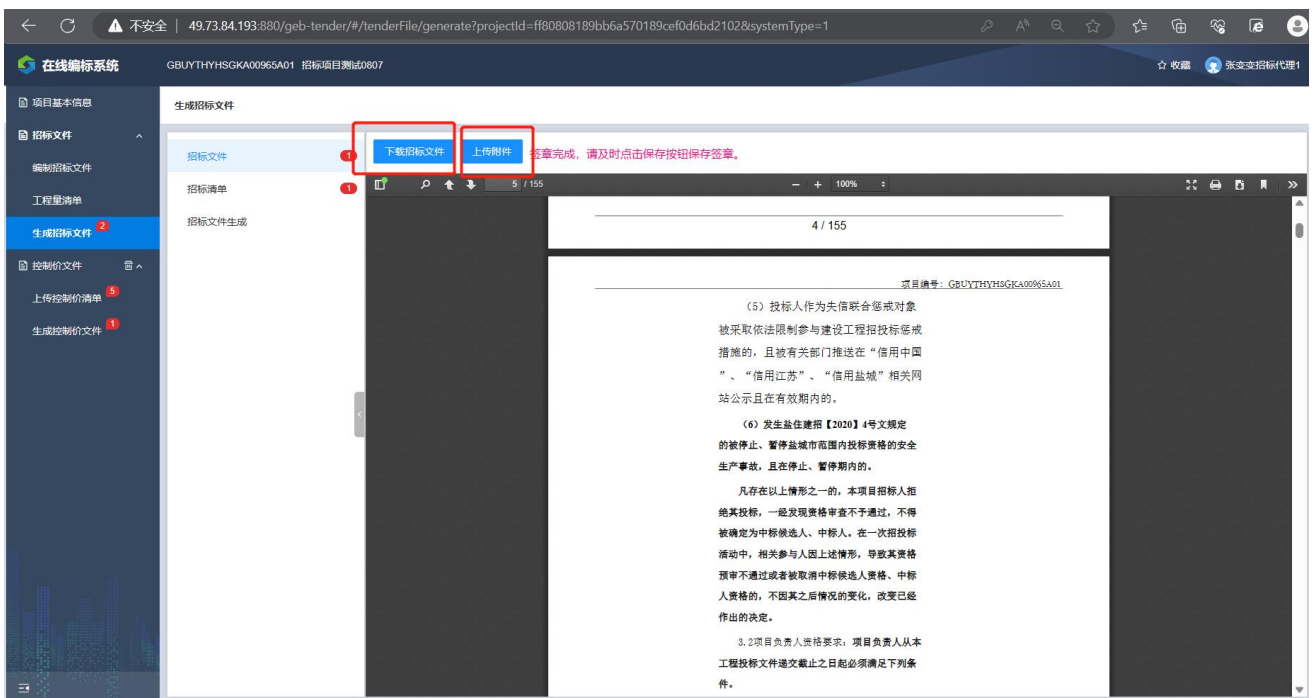 不安全 49.73.84.193:880/geb-tender/#/tenderFile/generate?projectId=ff80808189bb6a570189cef0d6bd2102&systemType=1
在线编标系统 GBUYTHYHSGKA00965A01 招标项目测试0807 收藏 张变变招标代理1
项目基本信息
招标文件
编制招标文件
工程量清单
生成招标文件 2
控制价文件
上传控制价清单 5
生成控制价文件 1
生成招标文件
招标文件 1
招标清单 1
招标文件生成
下载招标文件 上传附件 签章完成，请及时点击保存按钮保存签章。
5 / 155 − + 100%
4 / 155
项目编号：GBUYTHYHSGKA00965A01
（5）投标人作为失信联合惩戒对象
被采取依法限制参与建设工程招投标惩戒
措施的，且被有关部门推送在“信用中国
”、“信用江苏”、“信用盐城”相关网
站公示且在有效期内的。
（6）发生盐住建招【2020】4号文规定
的被停止、暂停盐城市范围内投标资格的安全
生产事故，且在停止、暂停期内的。
凡存在以上情形之一的，本项目招标人拒
绝其投标，一经发现资格审查不予通过，不得
被确定为中标候选人、中标人。在一次招投标
活动中，相关参与人因上述情形，导致其资格
预审不通过或者被取消中标候选人资格、中标
人资格的，不因其之后情况的变化，改变已经
作出的决定。
3.2项目负责人资格要求：项目负责人从本
工程投标文件递交截止之日起必须满足下列条
件。